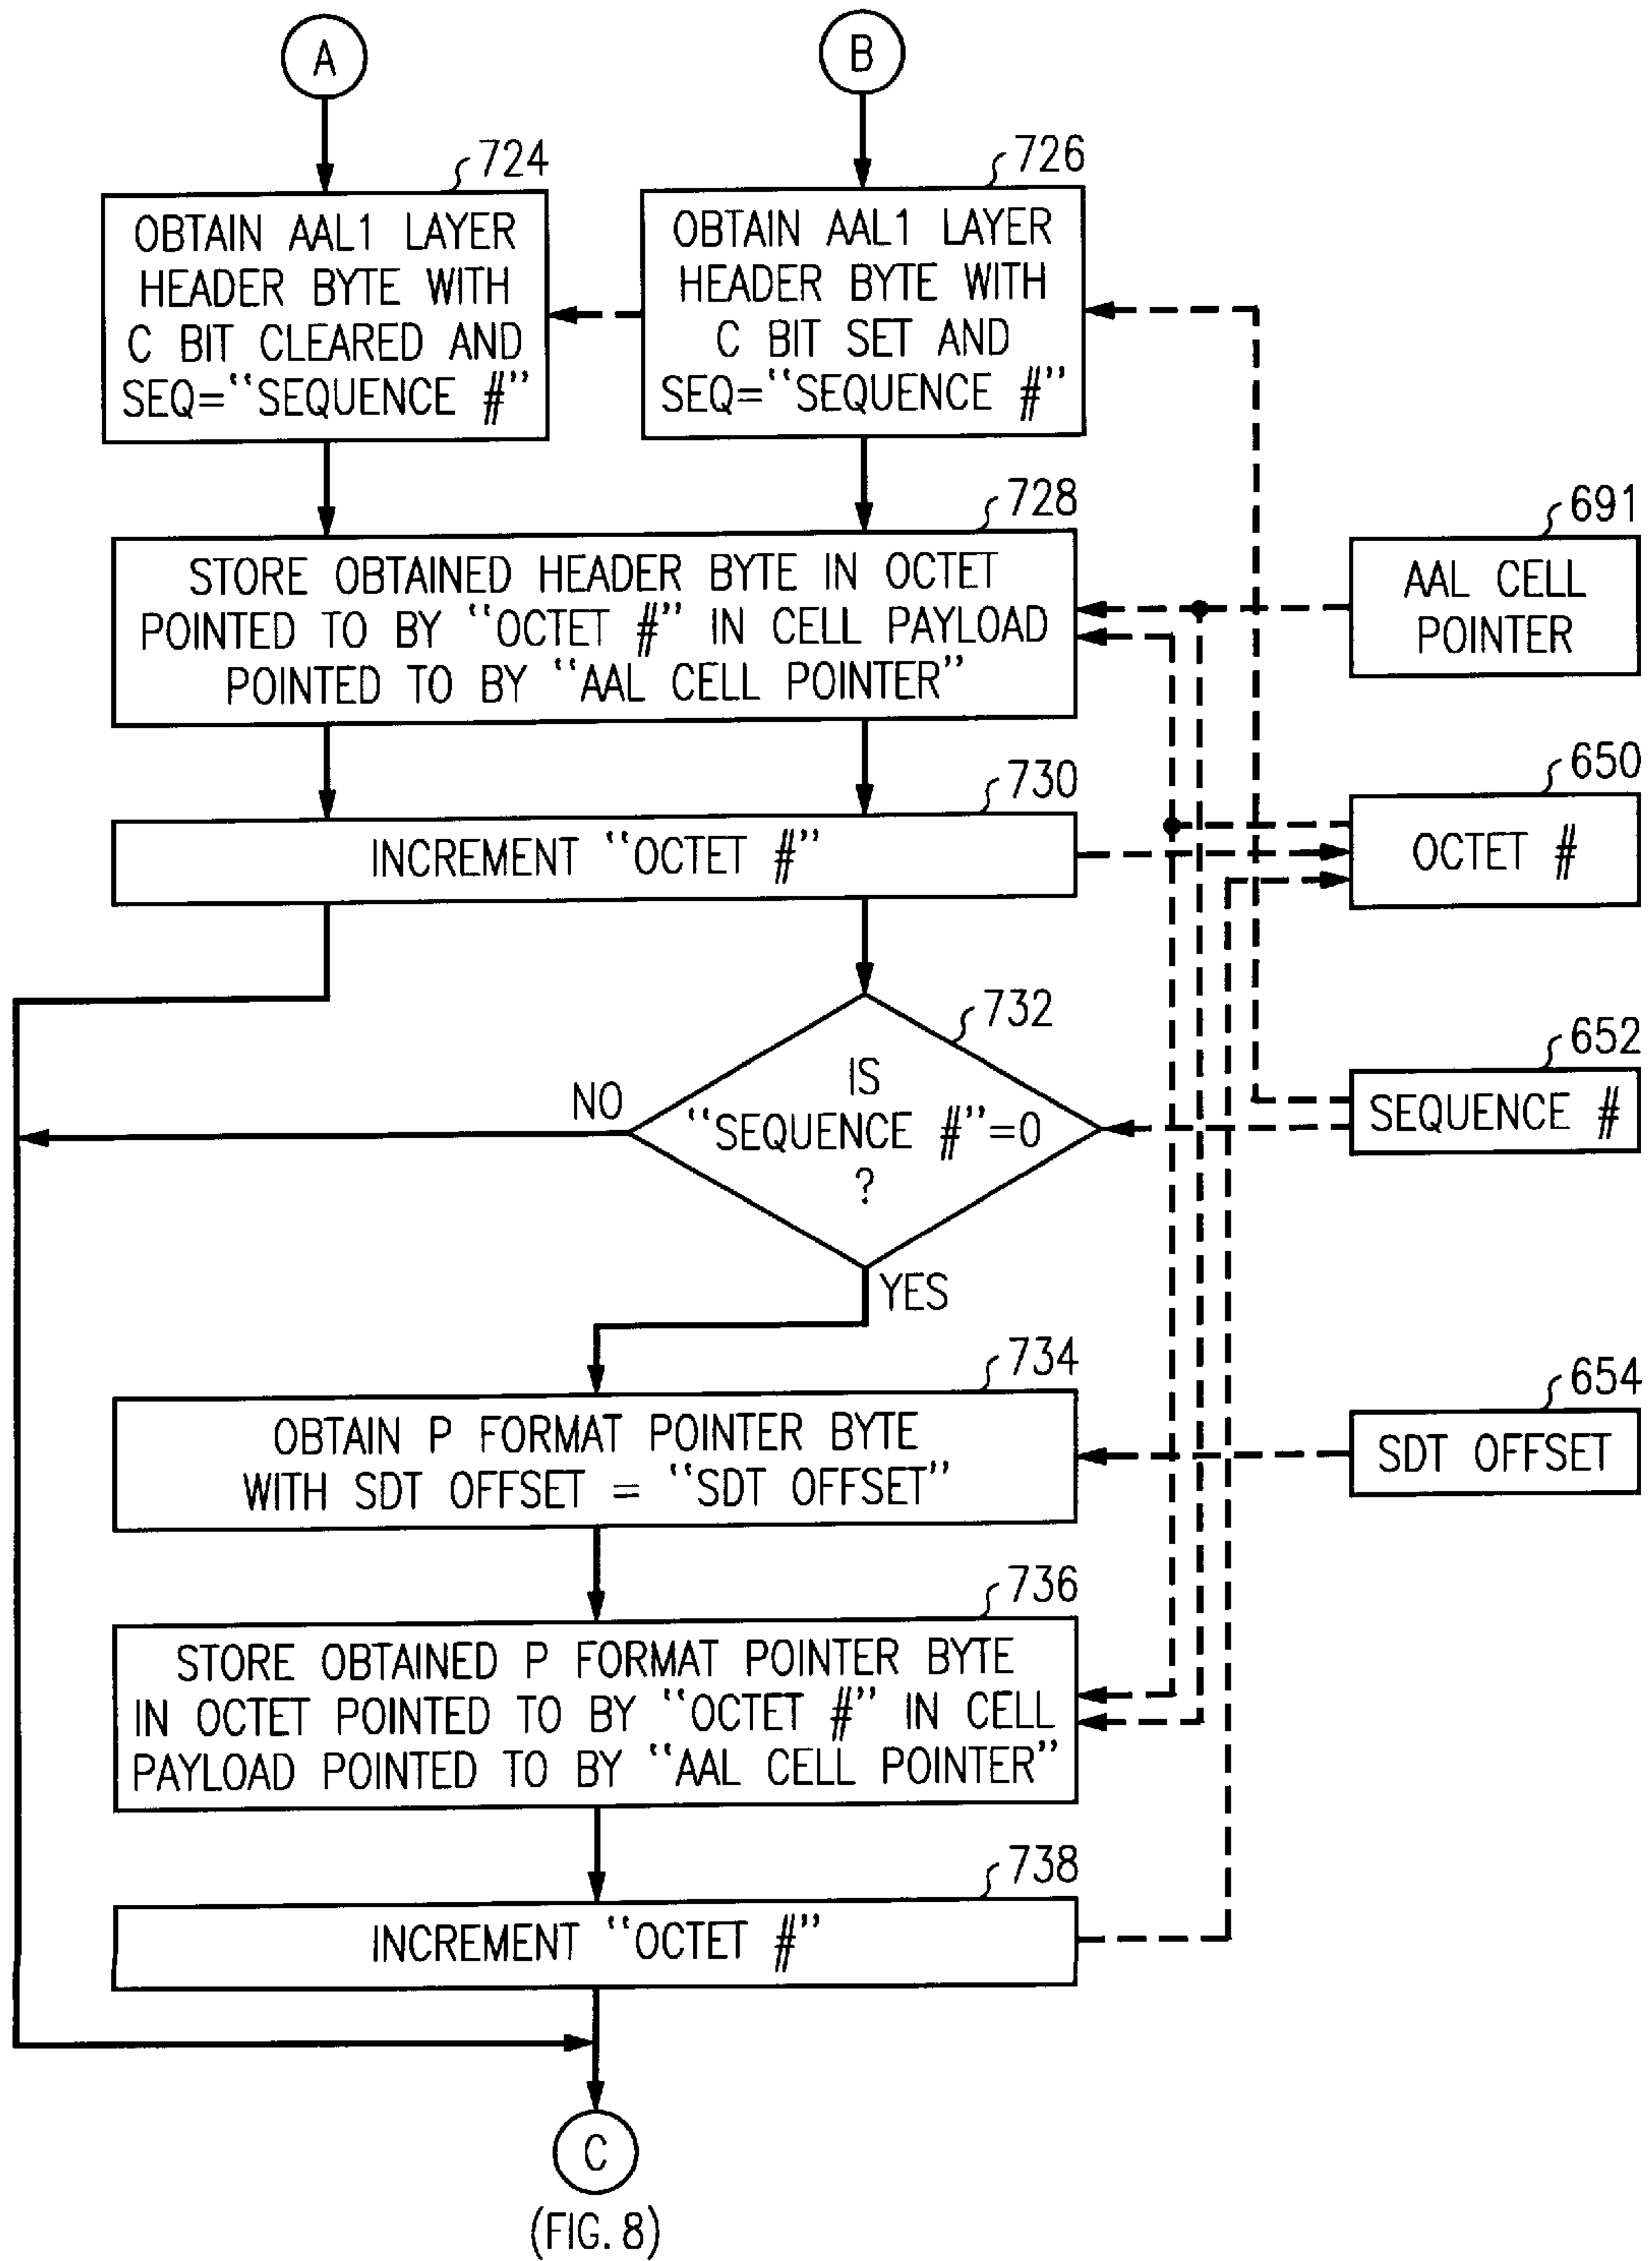 A
B
724
726
OBTAIN AAL1 LAYER
HEADER BYTE WITH
C BIT CLEARED AND
SEQ="SEQUENCE #"
OBTAIN AAL1 LAYER
HEADER BYTE WITH
C BIT SET AND
SEQ="SEQUENCE #"
728
STORE OBTAINED HEADER BYTE IN OCTET
POINTED TO BY "OCTET #" IN CELL PAYLOAD
POINTED TO BY "AAL CELL POINTER"
691
AAL CELL
POINTER
730
INCREMENT "OCTET #"
650
OCTET #
732
IS
"SEQUENCE #"=0
?
NO
YES
652
SEQUENCE #
734
OBTAIN P FORMAT POINTER BYTE
WITH SDT OFFSET = "SDT OFFSET"
654
SDT OFFSET
736
STORE OBTAINED P FORMAT POINTER BYTE
IN OCTET POINTED TO BY "OCTET #" IN CELL
PAYLOAD POINTED TO BY "AAL CELL POINTER"
738
INCREMENT "OCTET #"
C
(FIG. 8)